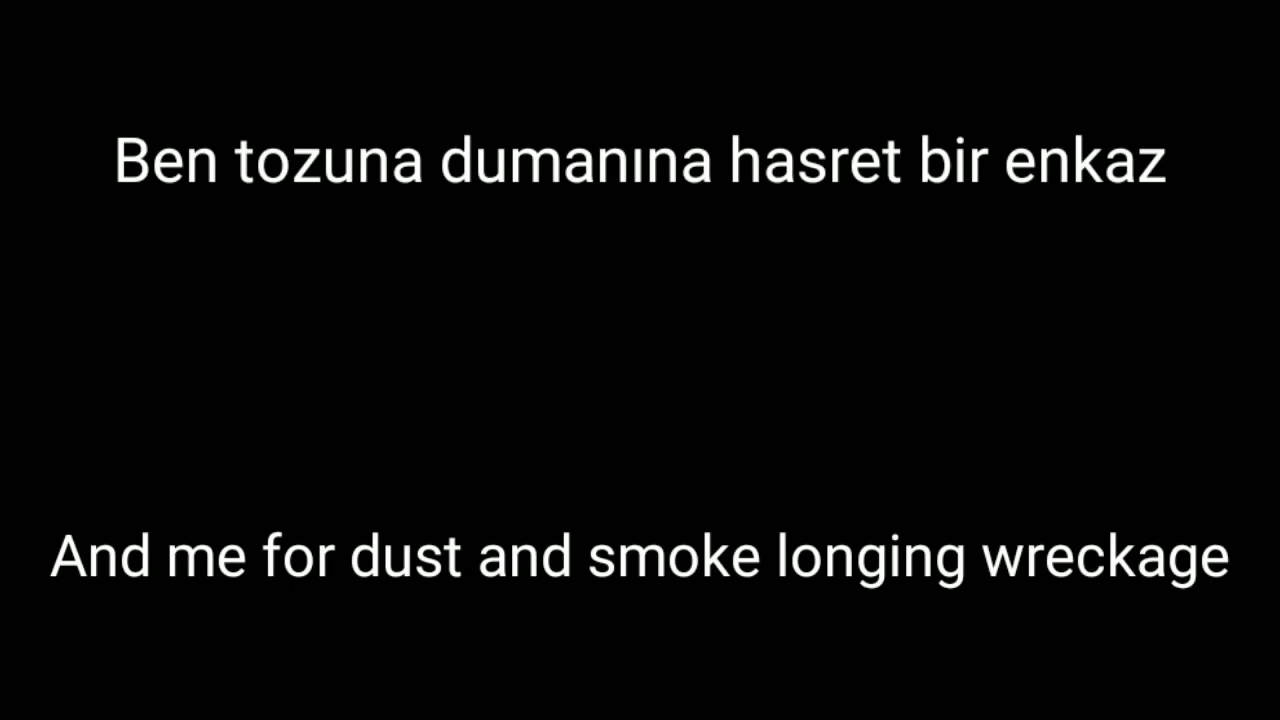 Ben tozuna dumanına hasret bir enkaz
And me for dust and smoke longing wreckage